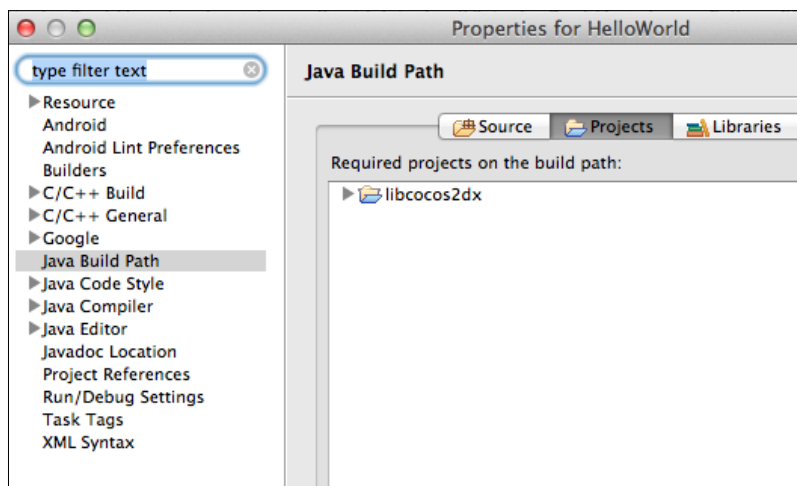 Properties for HelloWorld
type filter text
Resource
Android
Android Lint Preferences
Builders
C/C++ Build
C/C++ General
Google
Java Build Path
Java Code Style
Java Compiler
Java Editor
Javadoc Location
Project References
Run/Debug Settings
Task Tags
XML Syntax
Java Build Path
Source Projects Libraries
Required projects on the build path:
libcocos2dx